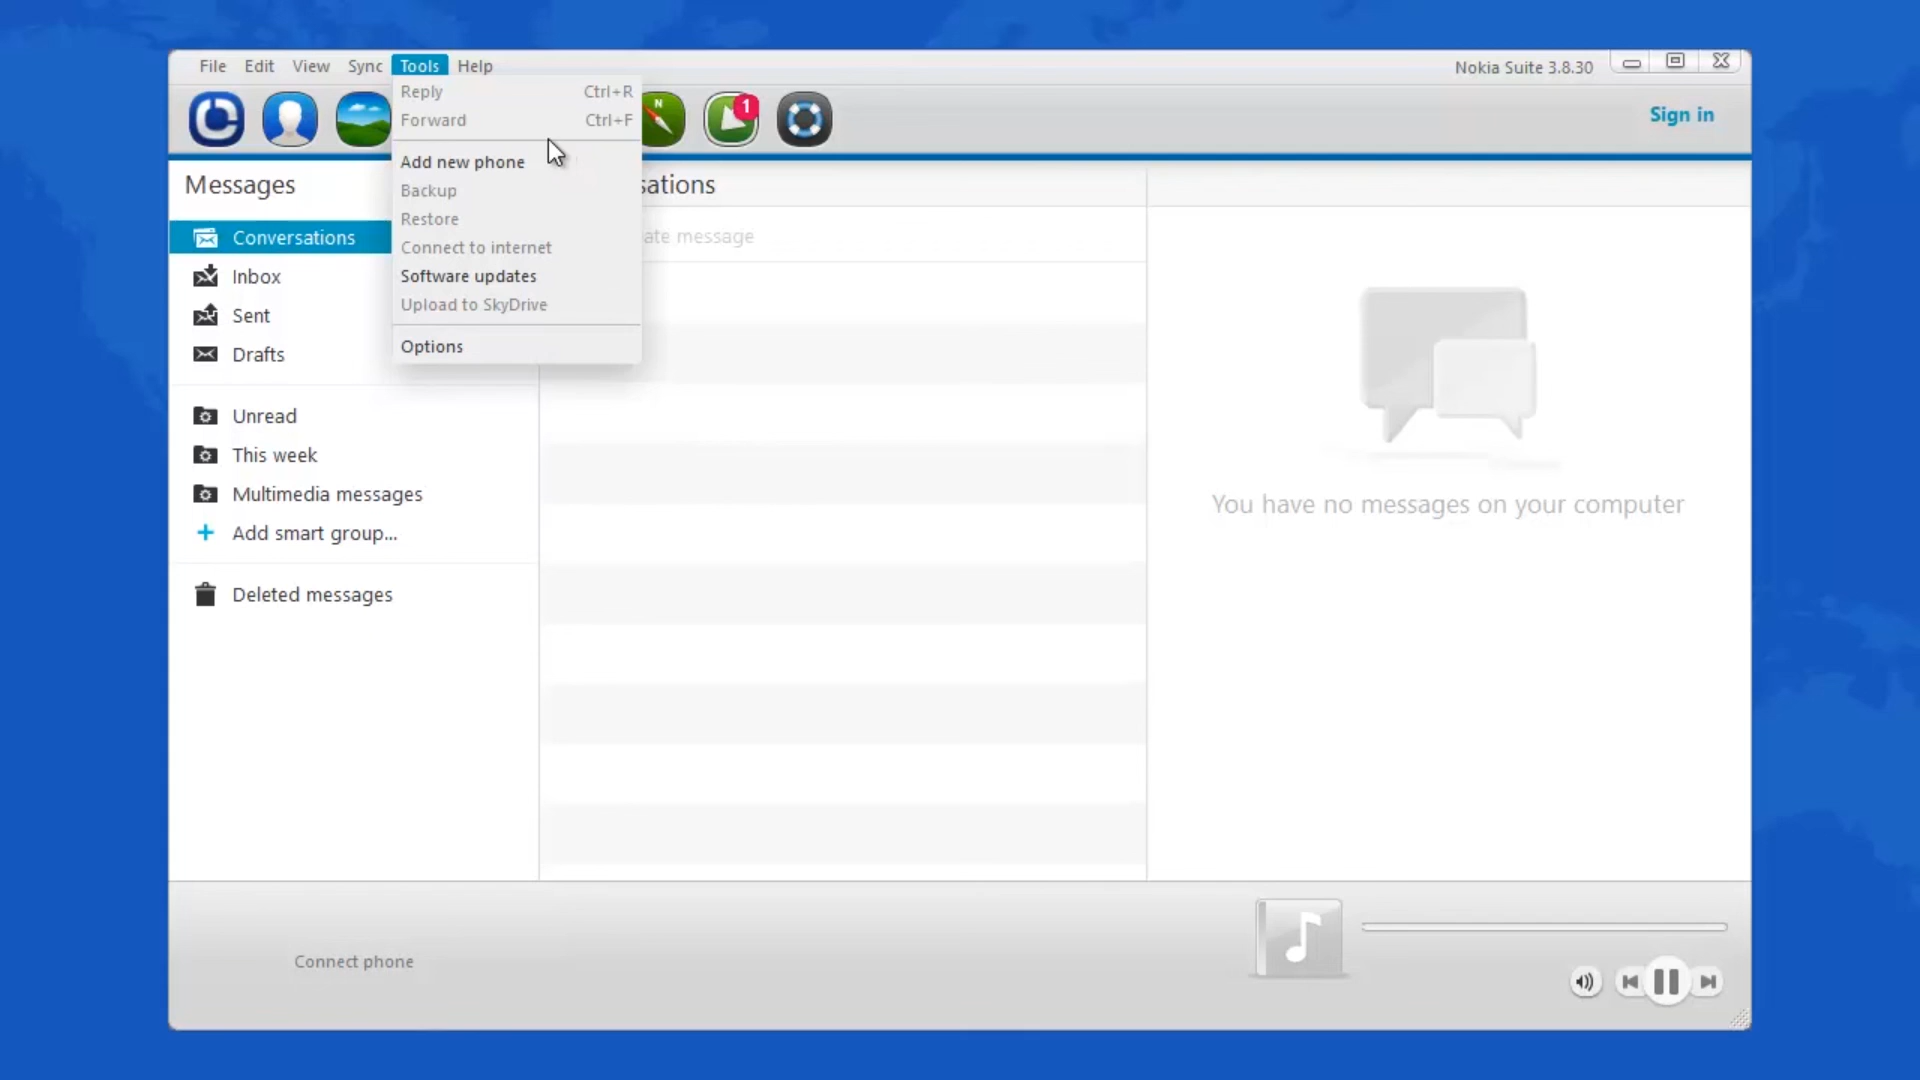 File Edit View Sync Tools Help
Nokia Suite 3.8.30
Reply Ctrl+R
Forward Ctrl+F
Add new phone
Backup
Restore
Connect to internet
Software updates
Upload to SkyDrive
Options
N
1
Sign in
Messages
Conversations
Inbox
Sent
Drafts
Unread
This week
Multimedia messages
Add smart group...
Deleted messages
sations
ate message
You have no messages on your computer
Connect phone